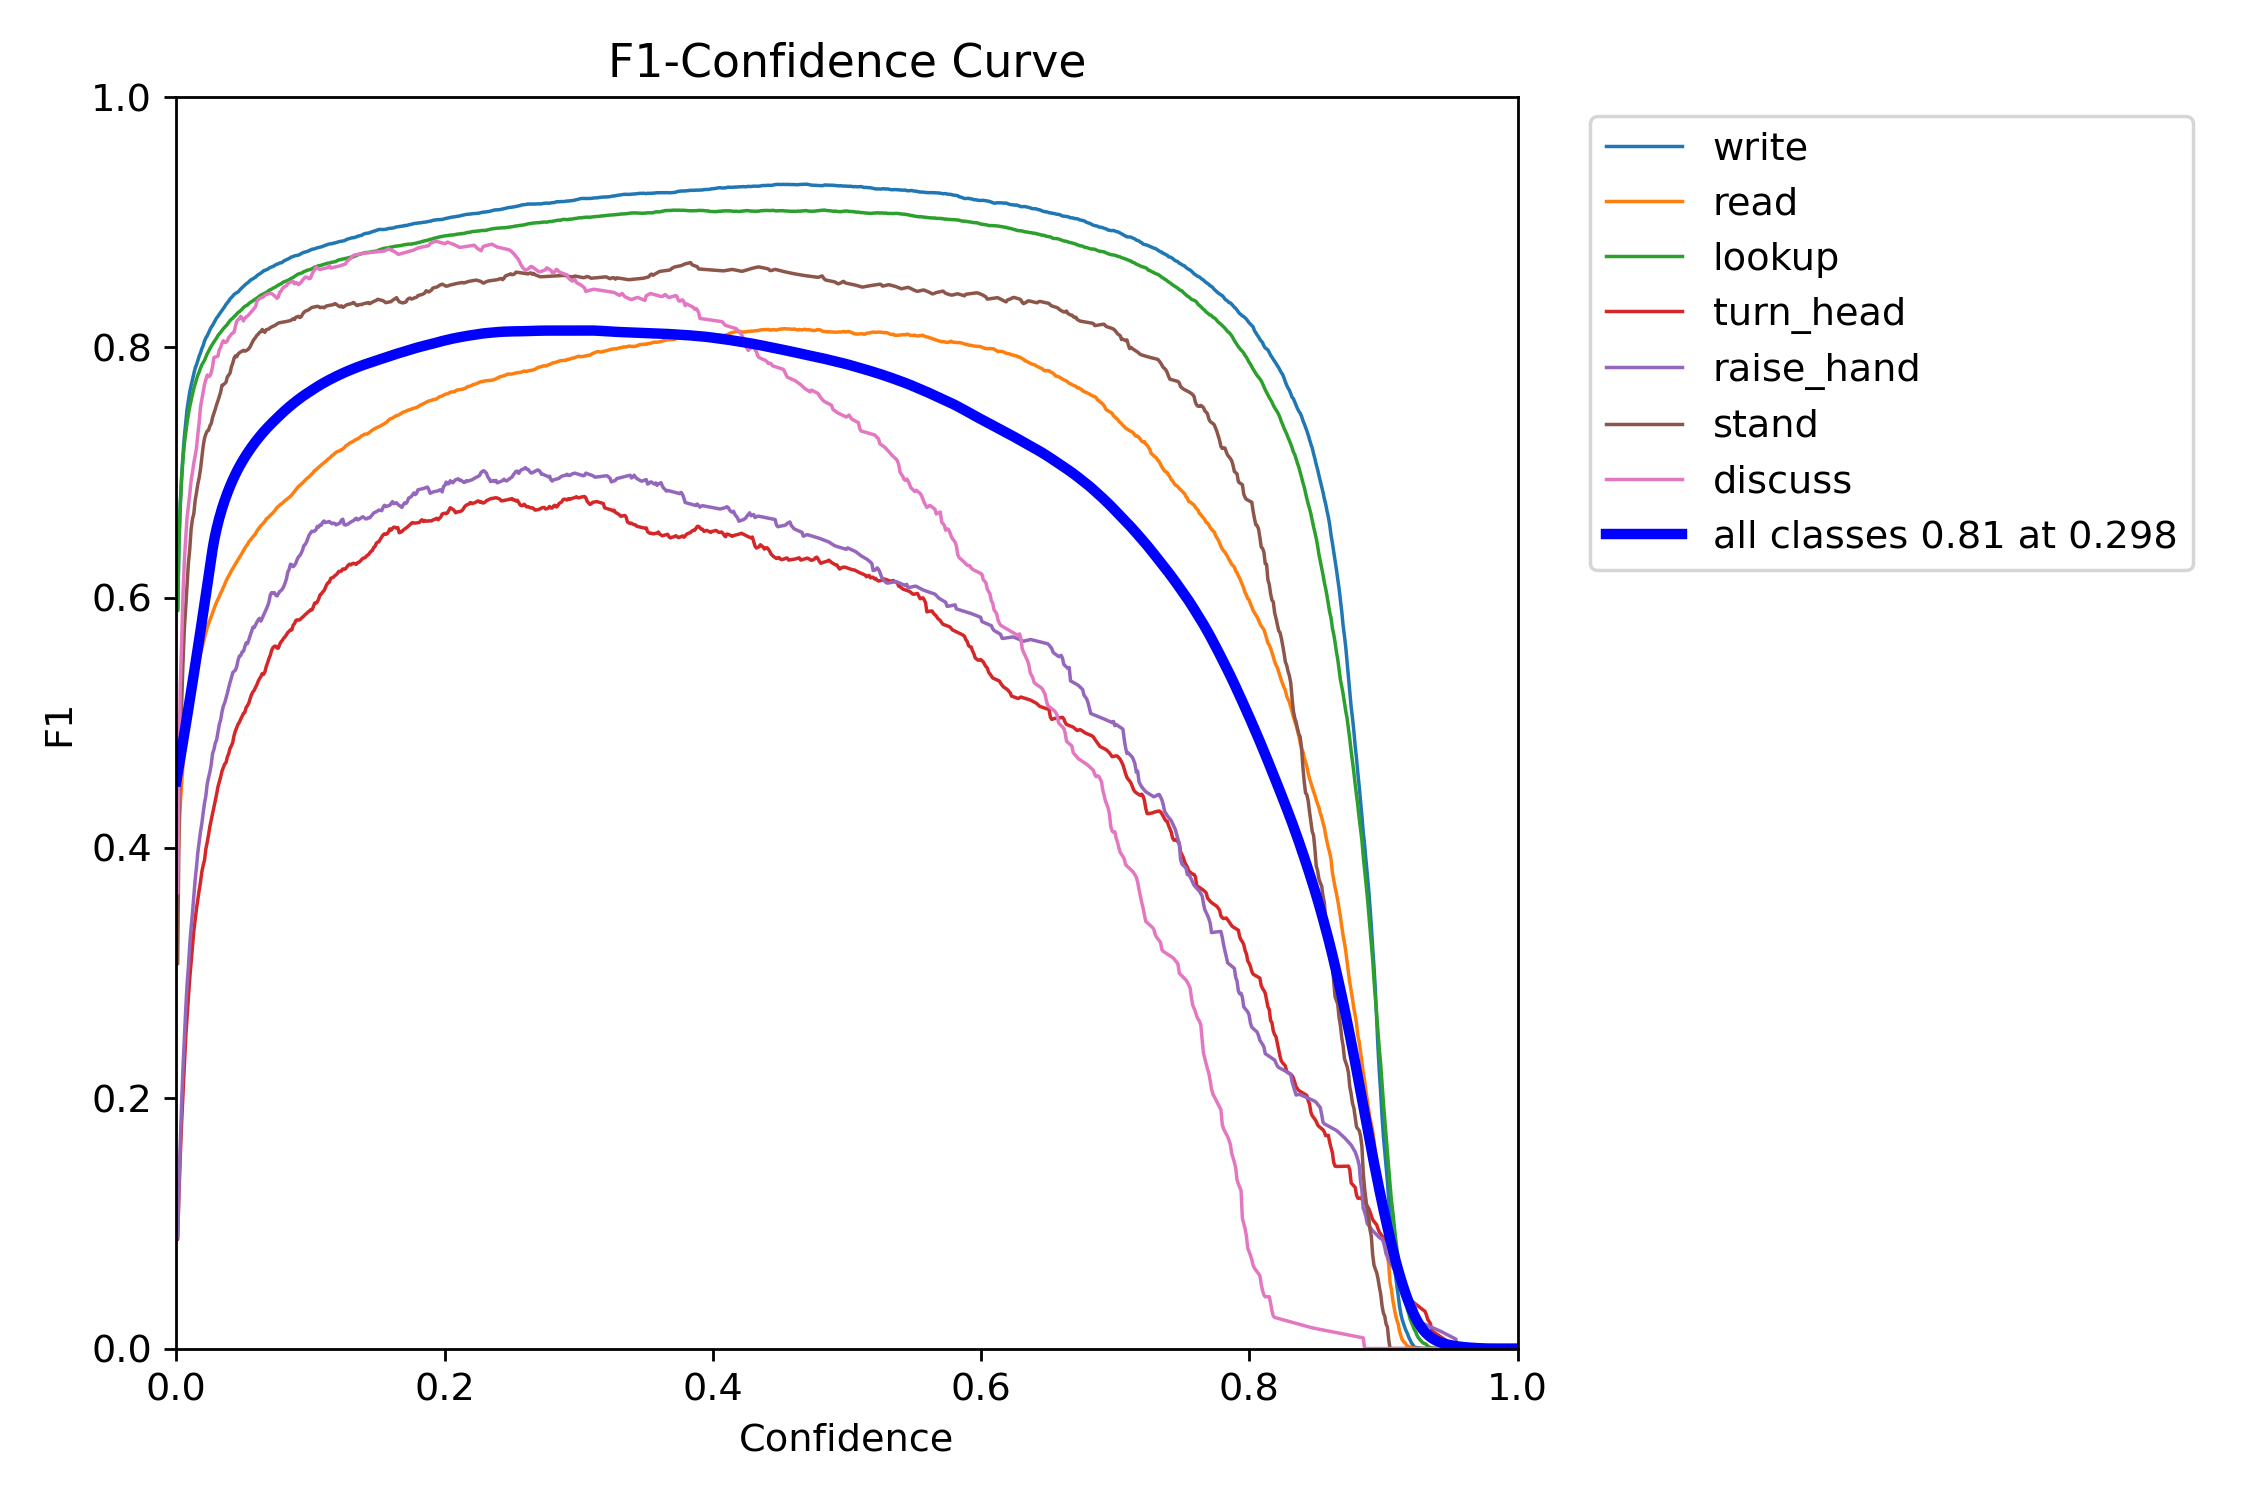 F1-Confidence Curve
1.0
0.8
0.6
0.4
0.2
0.0
F1
0.0 0.2 0.4 0.6 0.8 1.0
Confidence
write
read
lookup
turn_head
raise_hand
stand
discuss
all classes 0.81 at 0.298